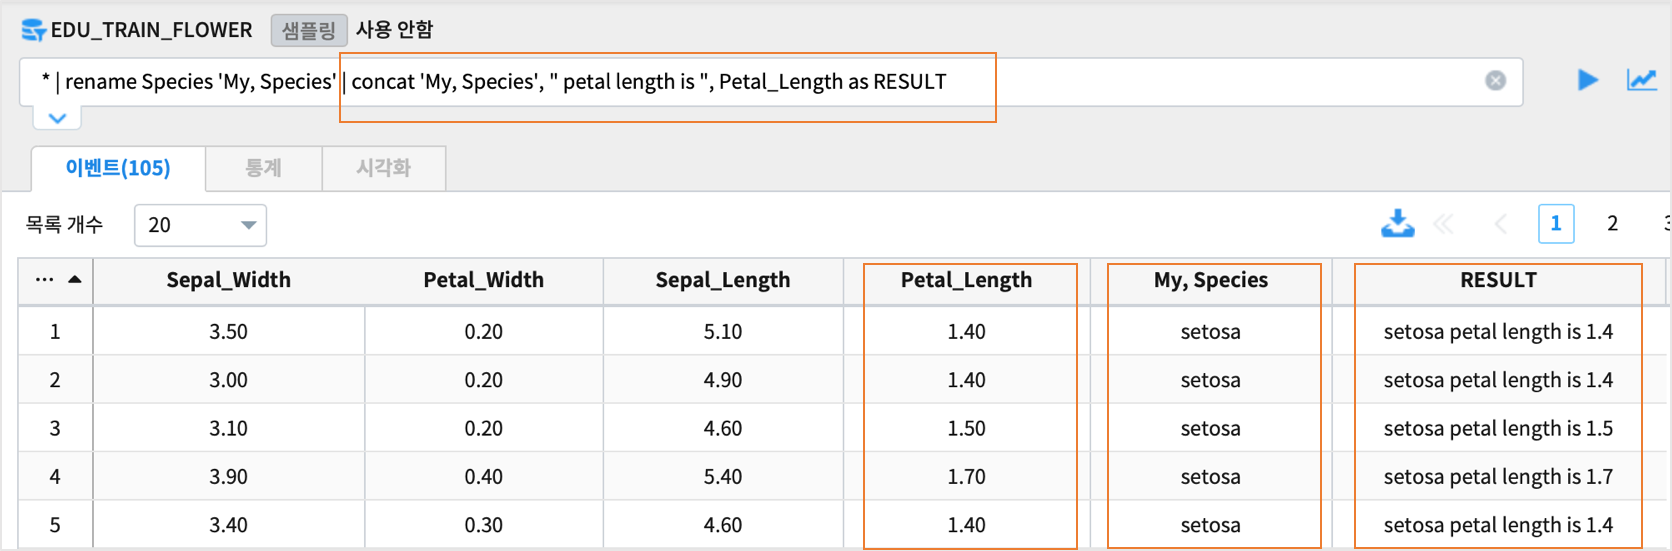 EDU_TRAIN_FLOWER 샘플링 사용 안함
* | rename Species 'My, Species' | concat 'My, Species', " petal length is ", Petal_Length as RESULT
이벤트(105) 통계 시각화
목록 개수 20 1 2 3
... Sepal_Width Petal_Width Sepal_Length Petal_Length My, Species RESULT
1 3.50 0.20 5.10 1.40 setosa setosa petal length is 1.4
2 3.00 0.20 4.90 1.40 setosa setosa petal length is 1.4
3 3.10 0.20 4.60 1.50 setosa setosa petal length is 1.5
4 3.90 0.40 5.40 1.70 setosa setosa petal length is 1.7
5 3.40 0.30 4.60 1.40 setosa setosa petal length is 1.4